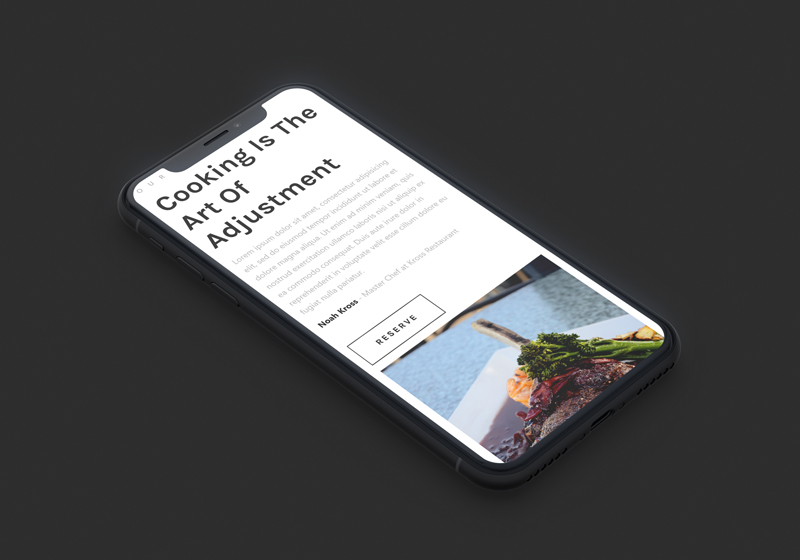 OUR
Cooking Is The
Art Of
Adjustment
Lorem ipsum dolor sit amet, consectetur adipisicing
elit, sed do eiusmod tempor incididunt ut labore et
dolore magna aliqua. Ut enim ad minim veniam, quis
nostrud exercitation ullamco laboris nisi ut aliquip ex
ea commodo consequat. Duis aute irure dolor in
reprehenderit in voluptate velit esse cillum dolore eu
fugiat nulla pariatur.
Noah Kross - Master Chef at Kross Restaurant
RESERVE